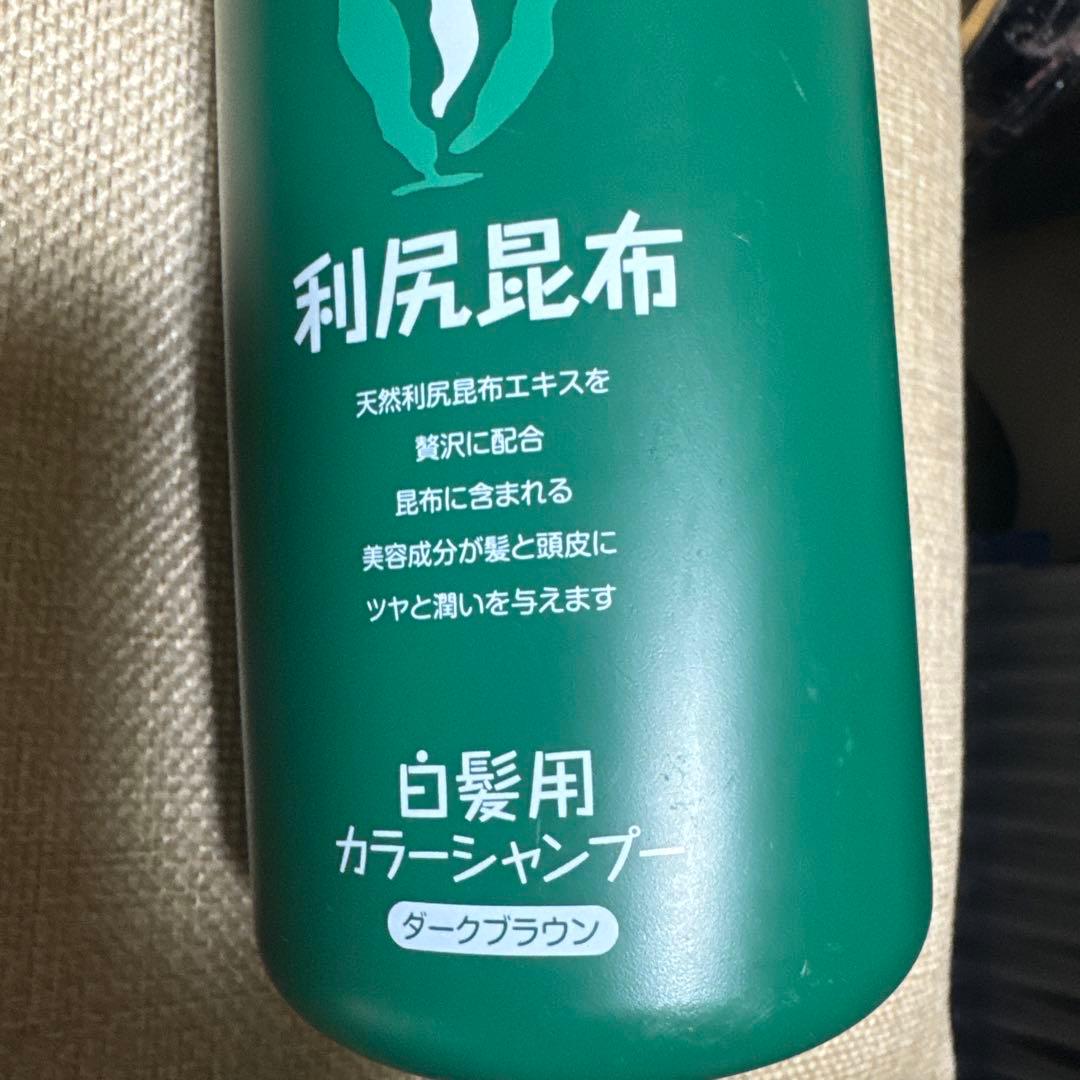 利尻昆布
天然利尻昆布エキスを
贅沢に配合
昆布に含まれる
美容成分が髪と頭皮に
ツヤと潤いを与えます
白髪用
カラーシャンプー
ダークブラウン